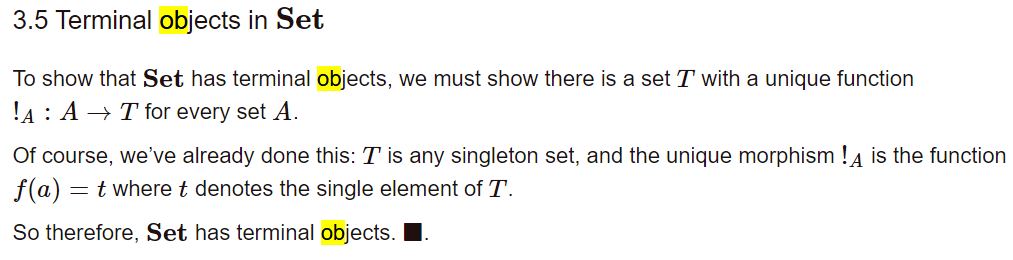 3.5 Terminal objects in Set
To show that Set has terminal objects, we must show there is a set T with a unique function
!A : A → T for every set A.
Of course, we've already done this: T is any singleton set, and the unique morphism !A is the function
f(a) = t where t denotes the single element of T.
So therefore, Set has terminal objects. ■.